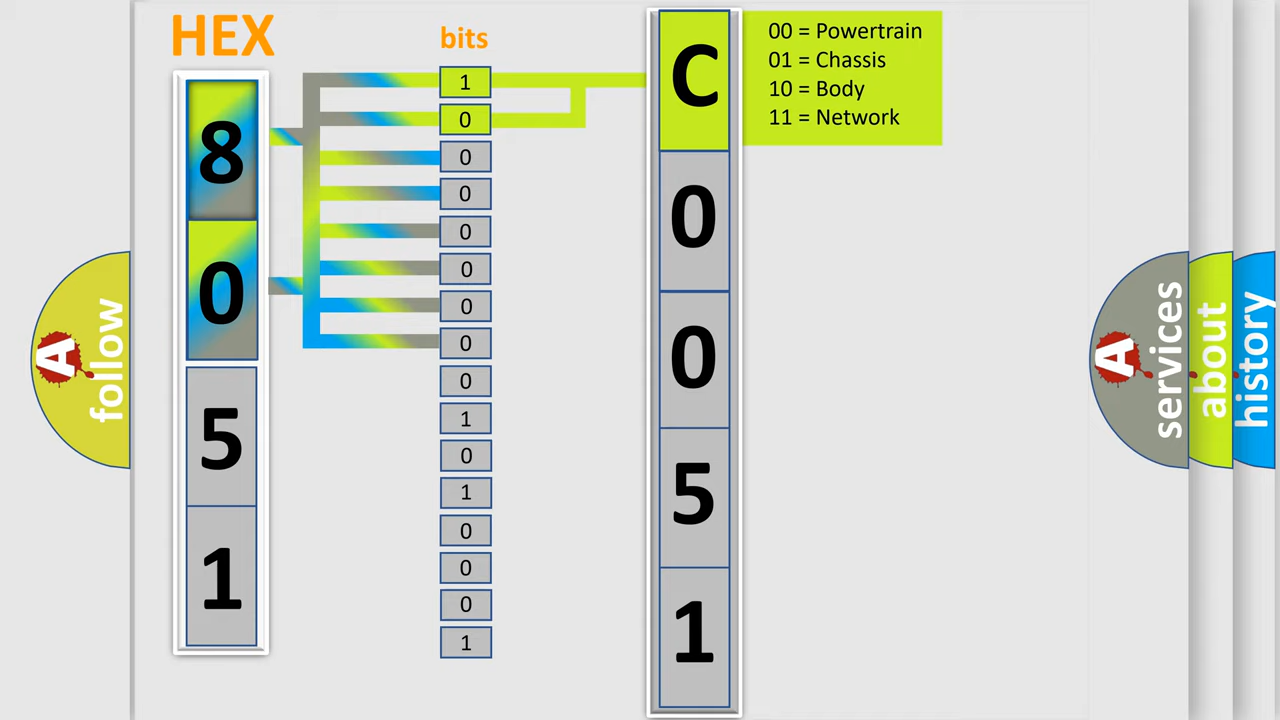 HEX
8
0
5
1
bits
1
0
0
0
0
0
0
0
0
1
0
1
0
0
0
1
C
0
0
5
1
00 = Powertrain
01 = Chassis
10 = Body
11 = Network
A
follow
A
services
about
history